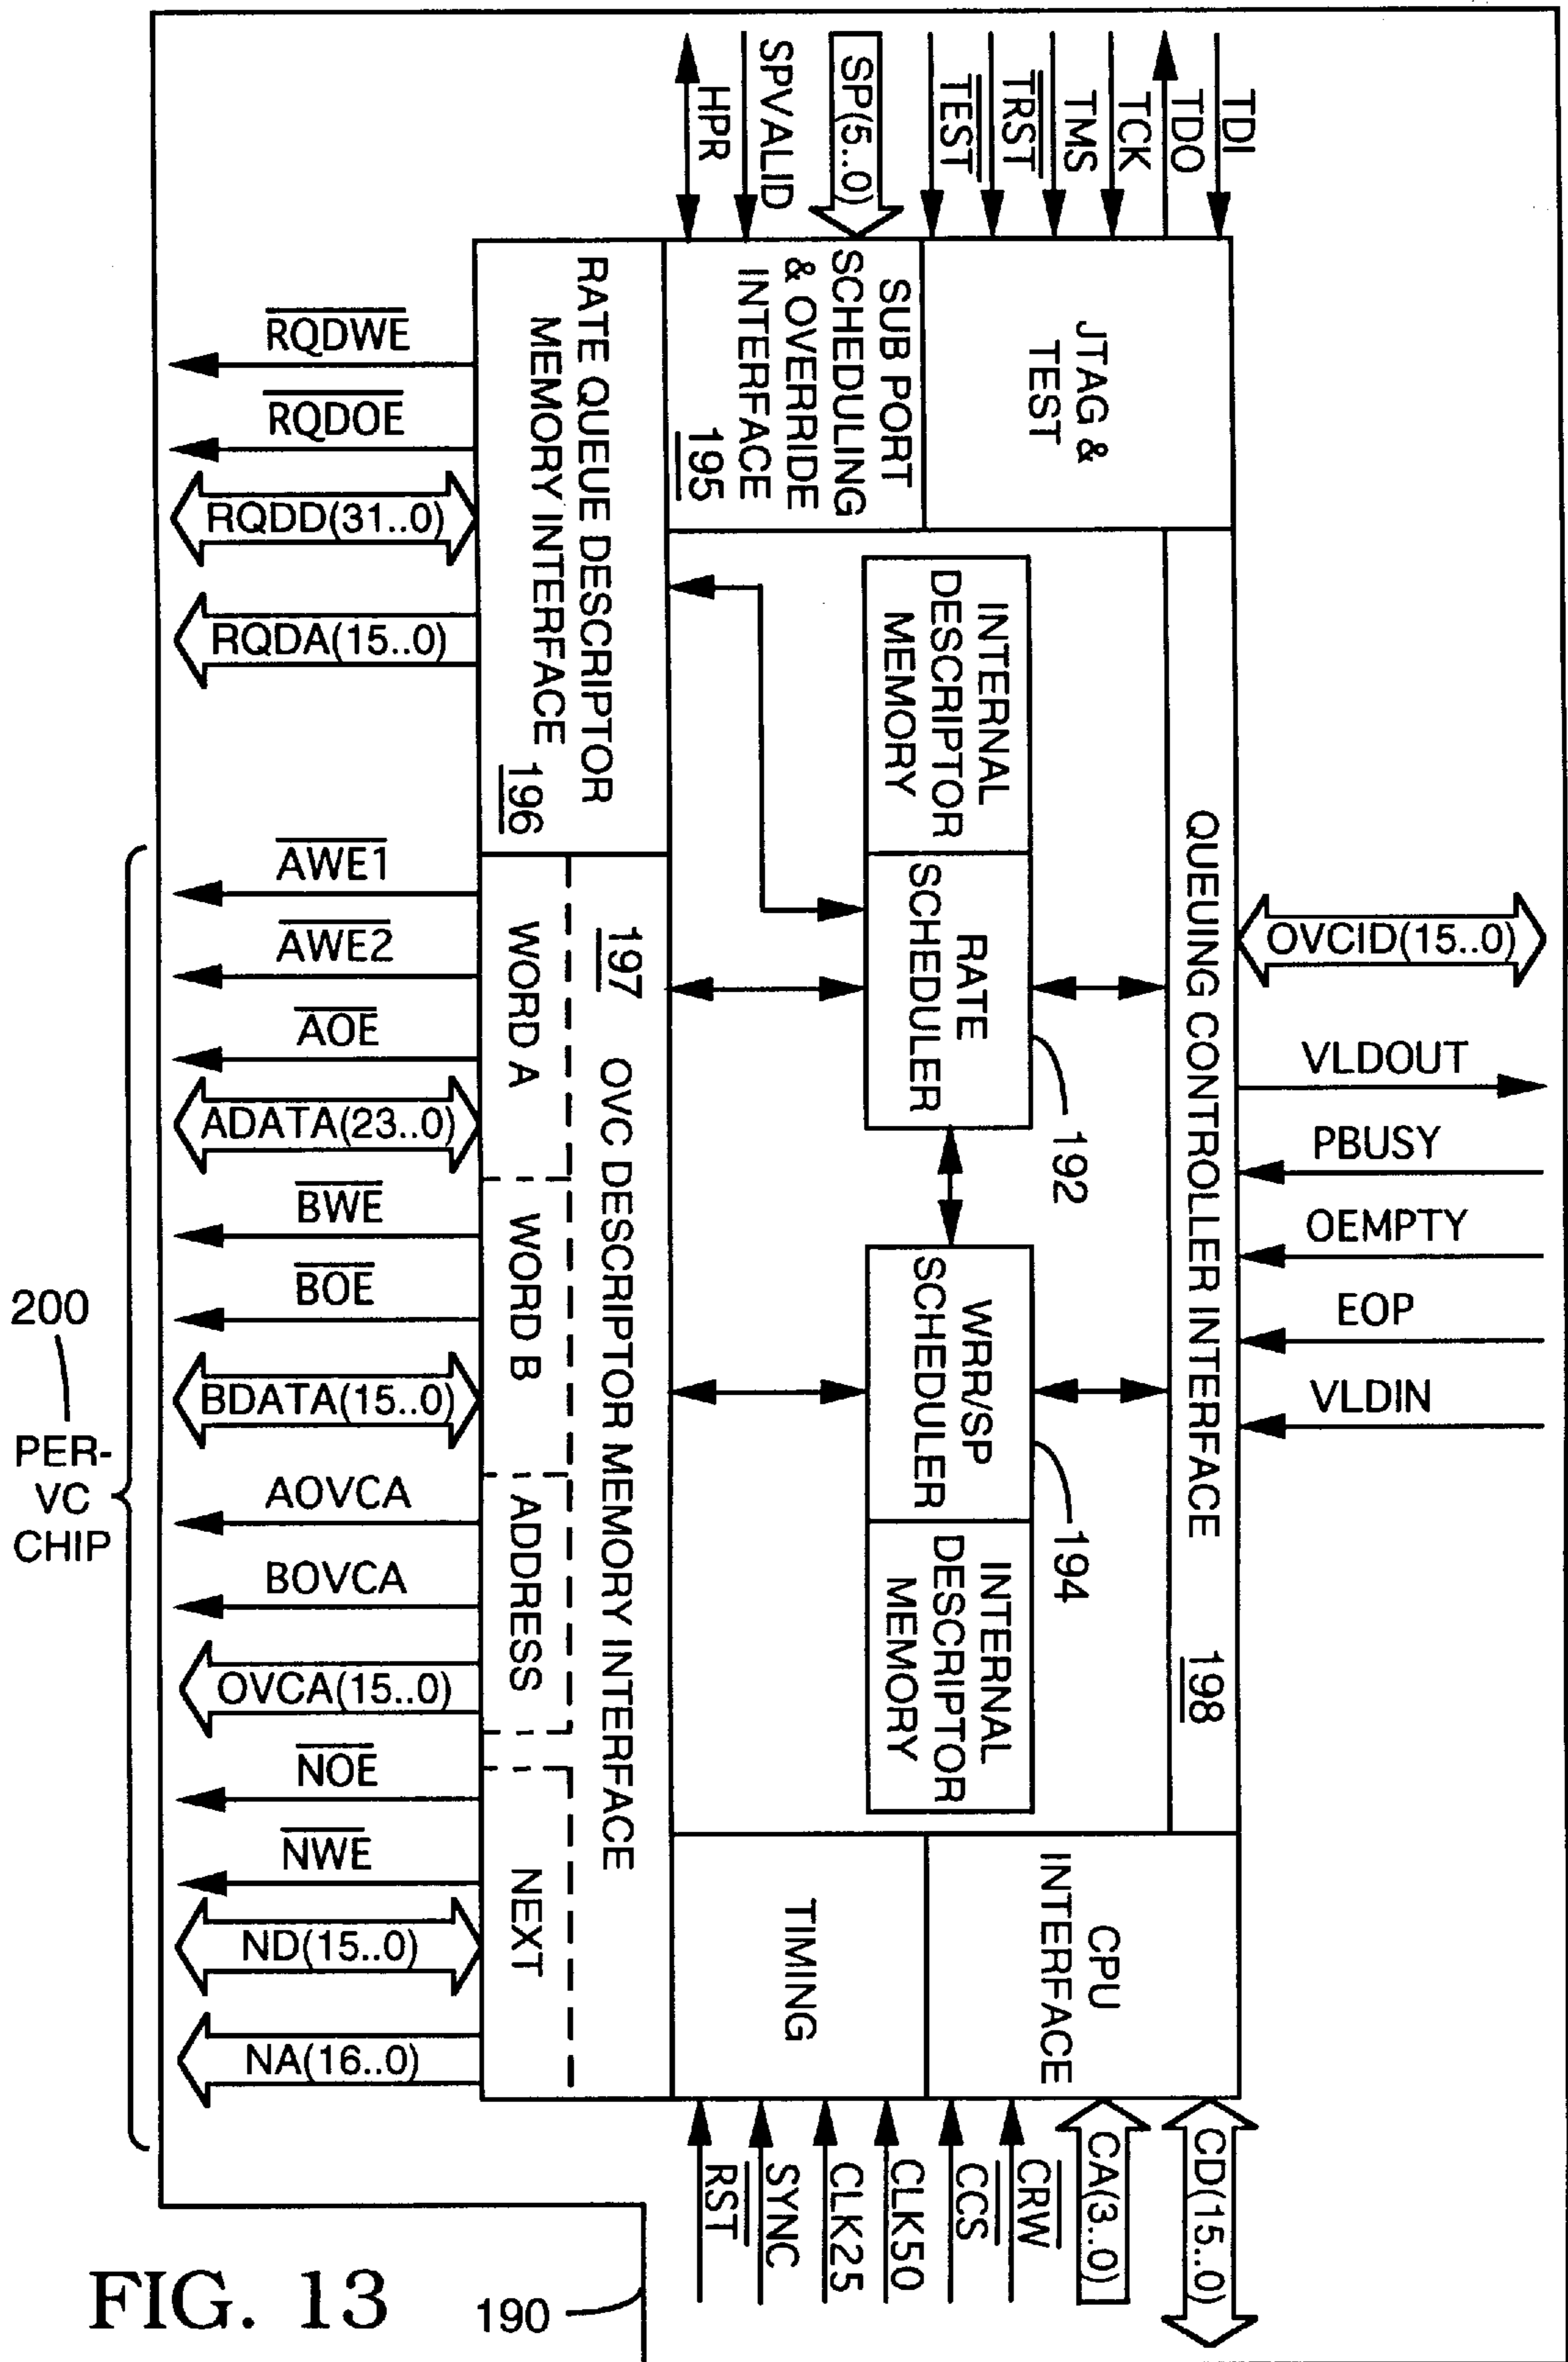 TDI
TDO
TCK
TMS
TRST
TEST
SP(5..0)
SPVALID
HPR
JTAG &
TEST
SUB PORT
SCHEDULING
& OVERRIDE
INTERFACE
195
QUEUING CONTROLLER INTERFACE 198
OVCID(15..0)
VLDOUT
PBUSY
OEMPTY
EOP
VLDIN
INTERNAL
DESCRIPTOR
MEMORY
RATE
SCHEDULER
192
WRR/SP
SCHEDULER
194
INTERNAL
DESCRIPTOR
MEMORY
CPU
INTERFACE
TIMING
CD(15..0)
CA(3..0)
CRW
CCS
CLK50
CLK25
SYNC
RST
RATE QUEUE DESCRIPTOR
MEMORY INTERFACE 196
197 OVC DESCRIPTOR MEMORY INTERFACE
WORD A
WORD B
ADDRESS
NEXT
RQDWE
RQDOE
RQDD(31..0)
RQDA(15..0)
AWE1
AWE2
AOE
ADATA(23..0)
BWE
BOE
BDATA(15..0)
AOVCA
BOVCA
OVCA(15..0)
NOE
NWE
ND(15..0)
NA(16..0)
200
PER-
VC
CHIP
190
FIG. 13